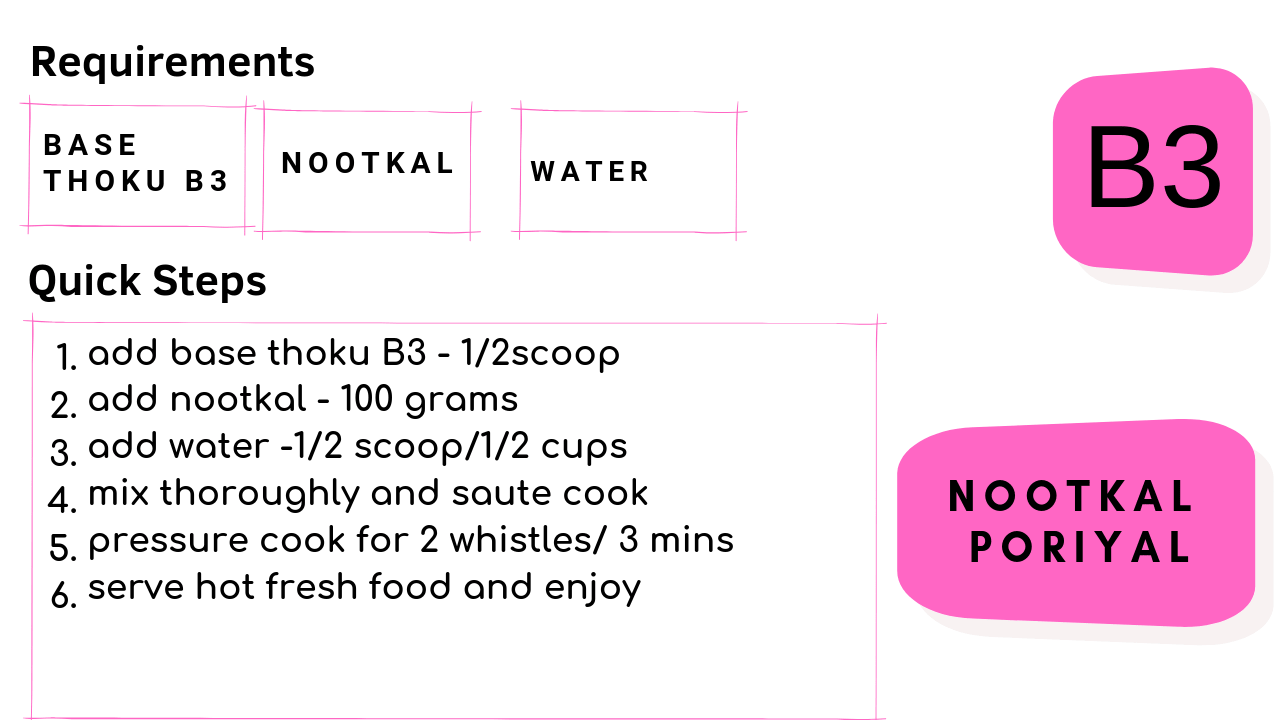 Requirements
BASE
THOKU B3
NOOTKAL
WATER
B3
Quick Steps
1. add base thoku B3 - 1/2scoop
2. add nootkal - 100 grams
3. add water -1/2 scoop/1/2 cups
4. mix thoroughly and saute cook
5. pressure cook for 2 whistles/ 3 mins
6. serve hot fresh food and enjoy
NOOTKAL
PORIYAL